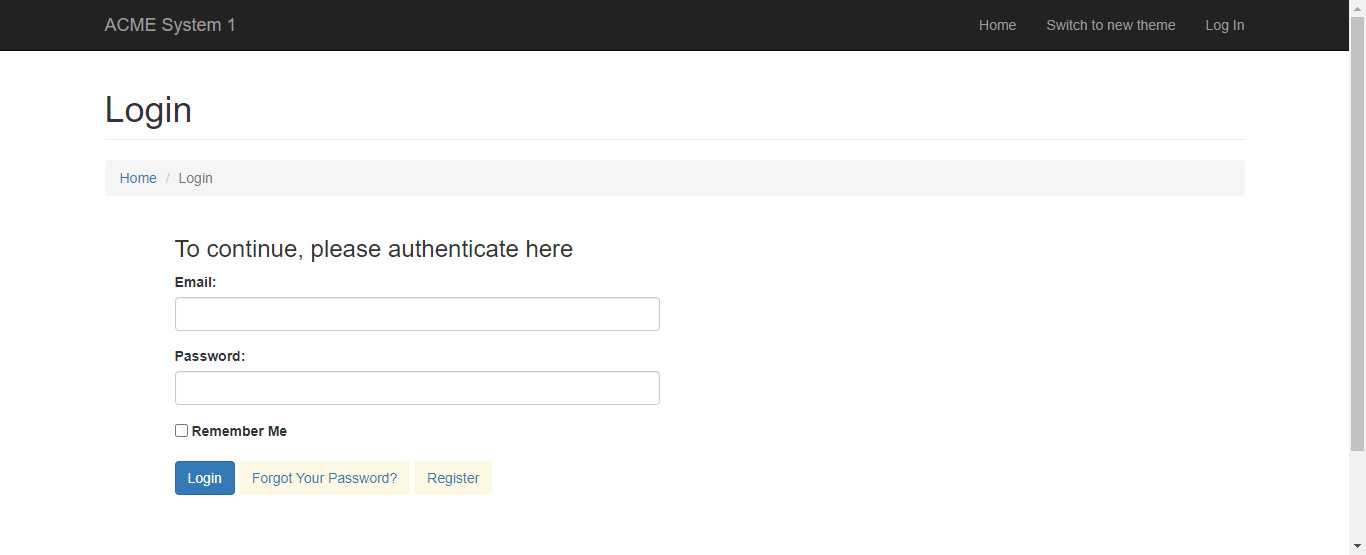 ACME System 1 Home Switch to new theme Log In
Login
Home / Login
To continue, please authenticate here
Email:
Password:
Remember Me
Login Forgot Your Password? Register